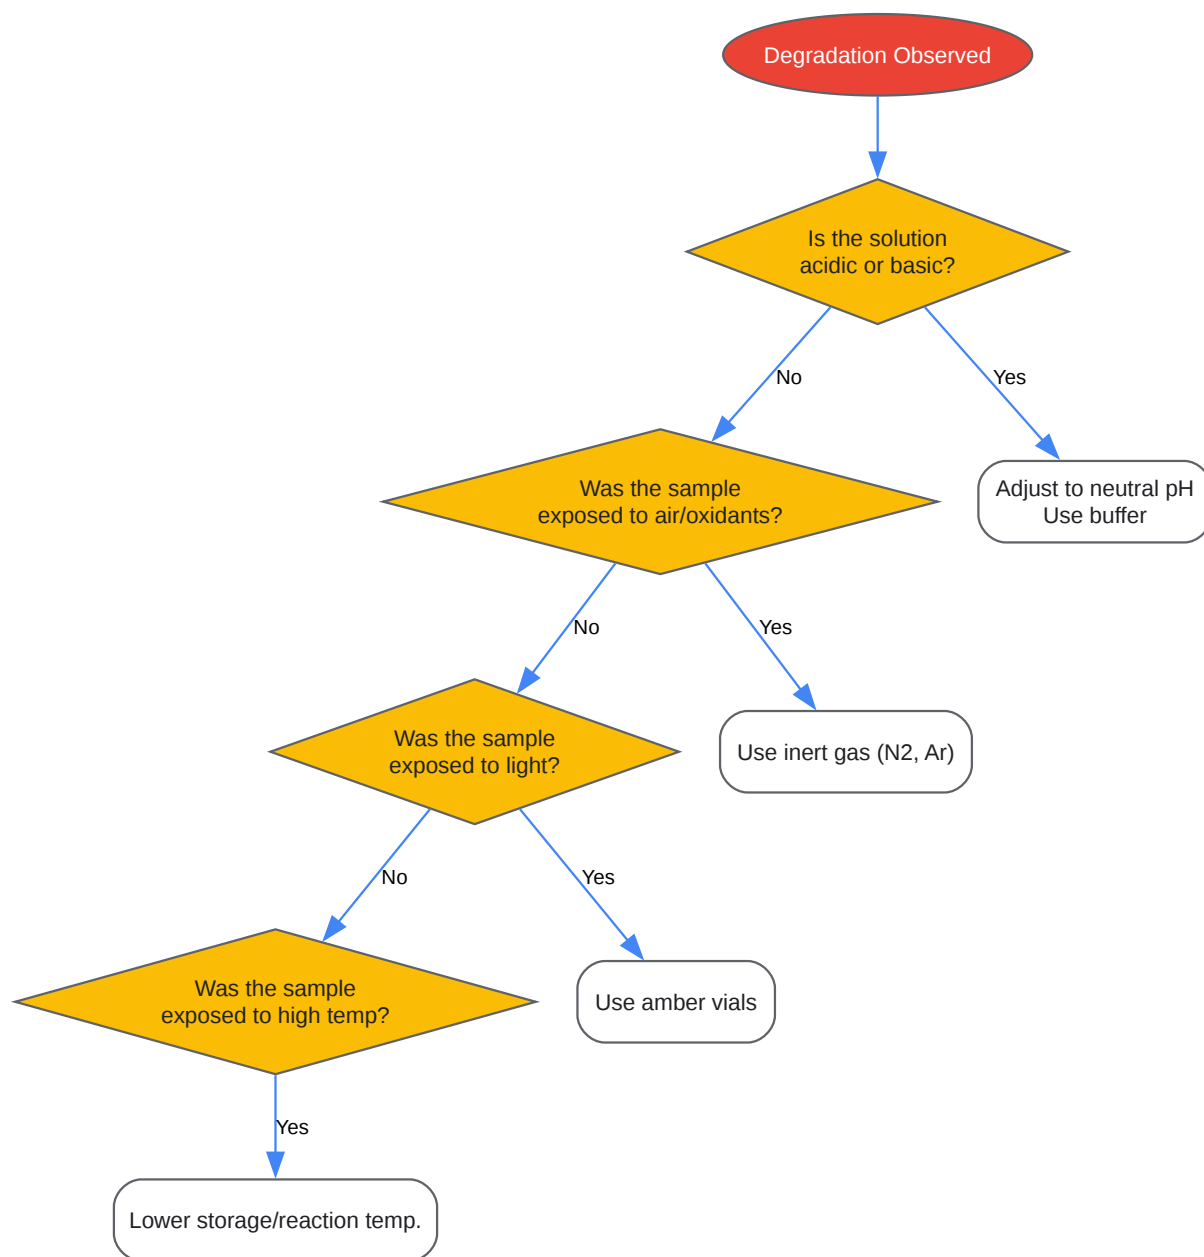 Degradation Observed
Is the solution
acidic or basic?
No
Yes
Was the sample
exposed to air/oxidants?
Adjust to neutral pH
Use buffer
No
Yes
Was the sample
exposed to light?
Use inert gas (N2, Ar)
No
Yes
Was the sample
exposed to high temp?
Use amber vials
Yes
Lower storage/reaction temp.